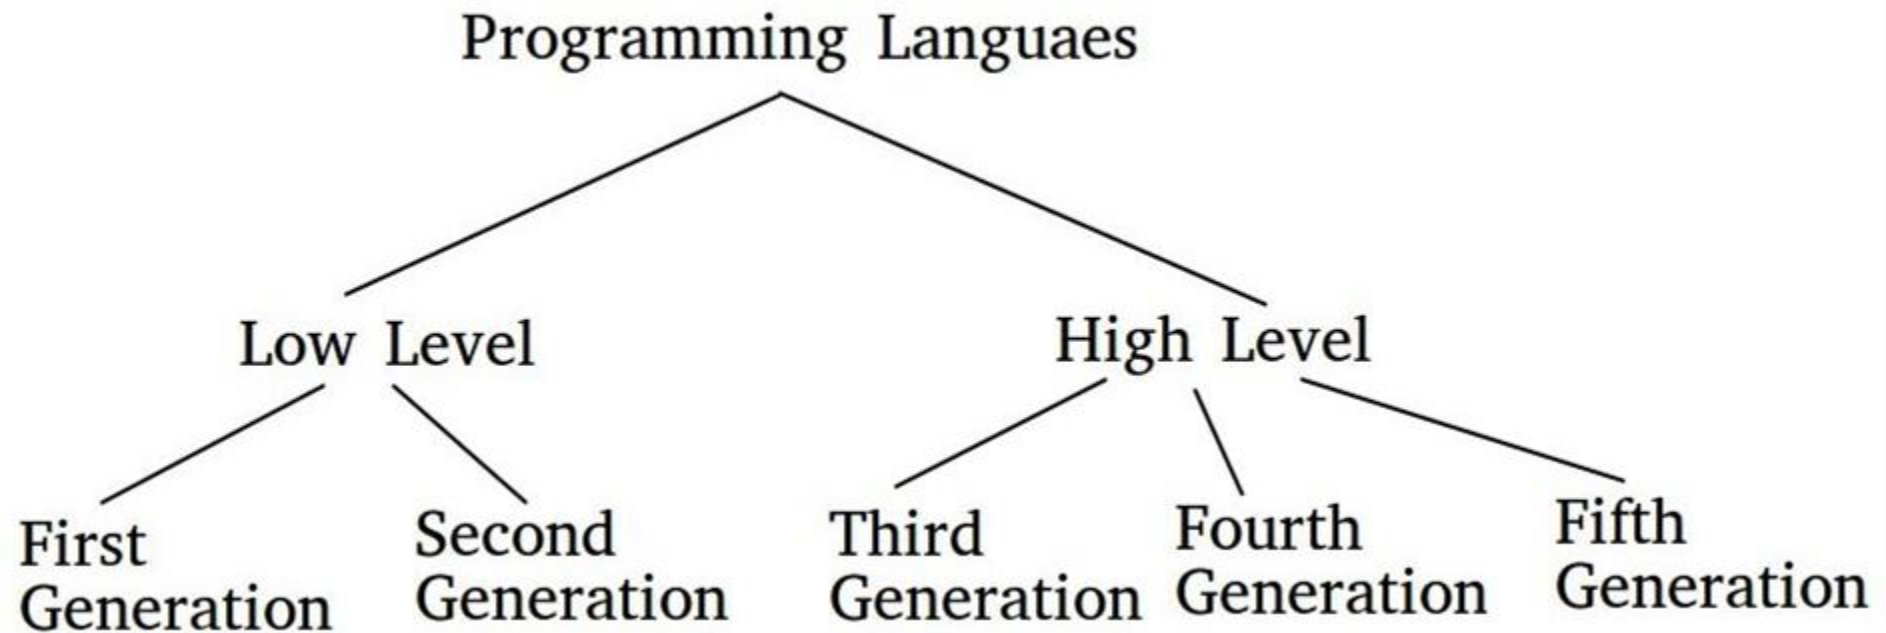 Programming Languaes
Low Level
High Level
First
Generation
Second
Generation
Third
Generation
Fourth
Generation
Fifth
Generation